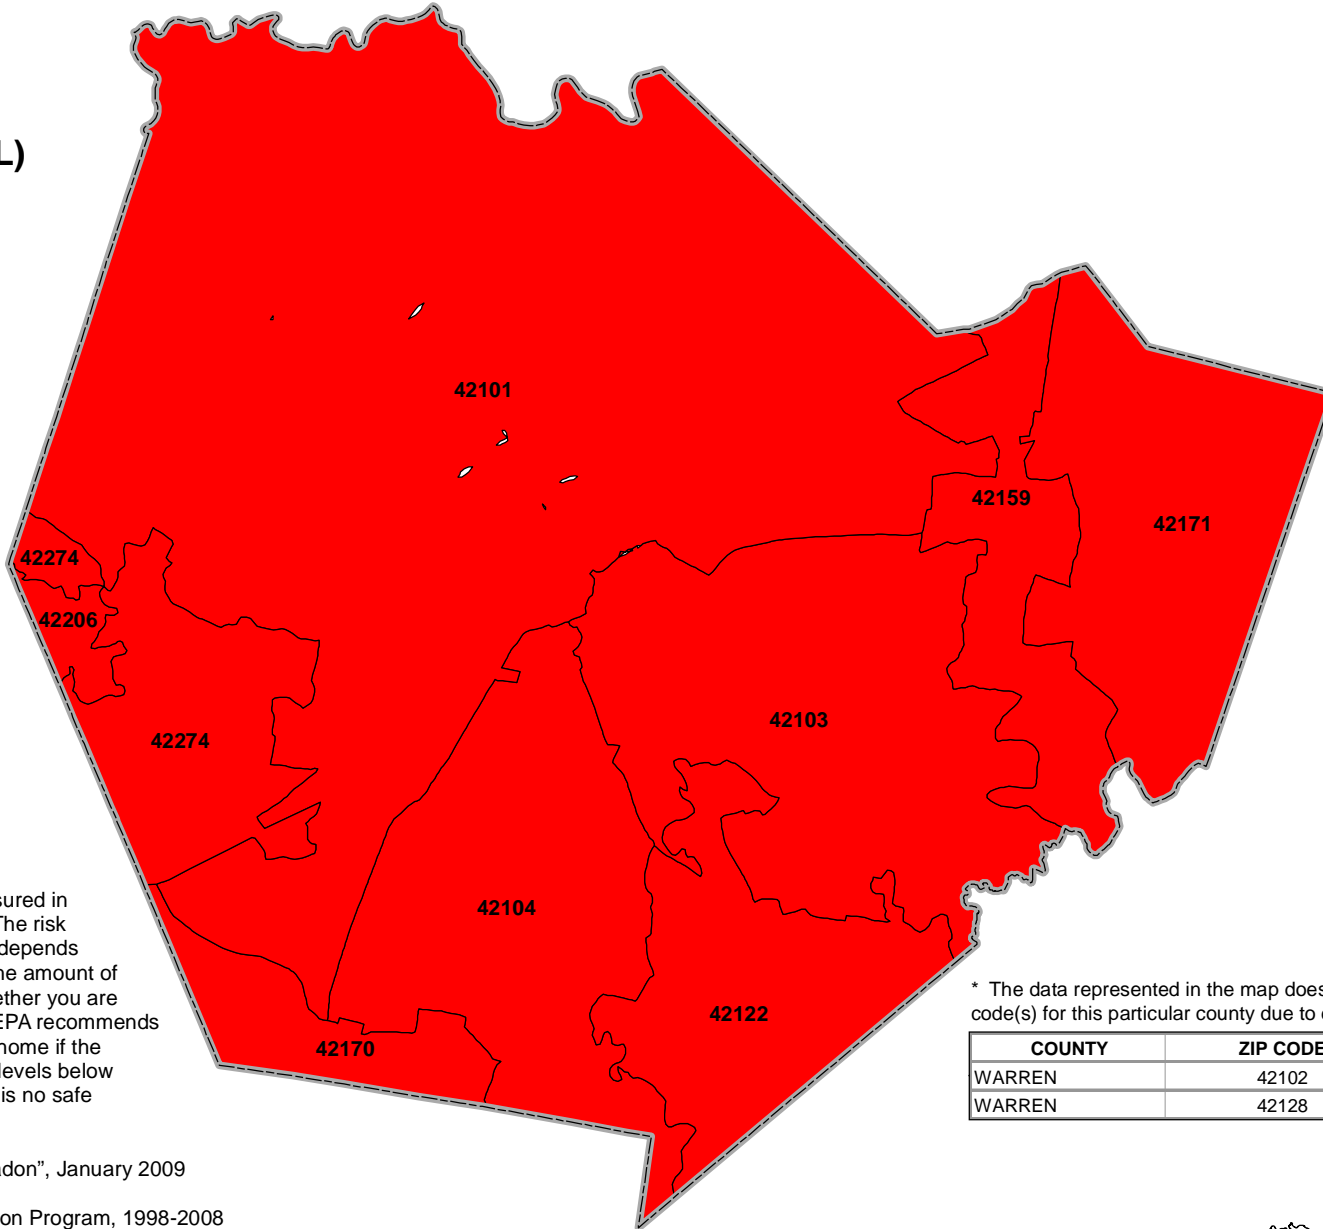 L)
42101
42159
42171
42274
42206
42103
42274
42104
42122
42170
sured in
The risk
depends
he amount of
ether you are
EPA recommends
home if the
levels below
is no safe
adon”, January 2009
on Program, 1998-2008
* The data represented in the map does
code(s) for this particular county due to
COUNTY ZIP CODE
WARREN 42102
WARREN 42128